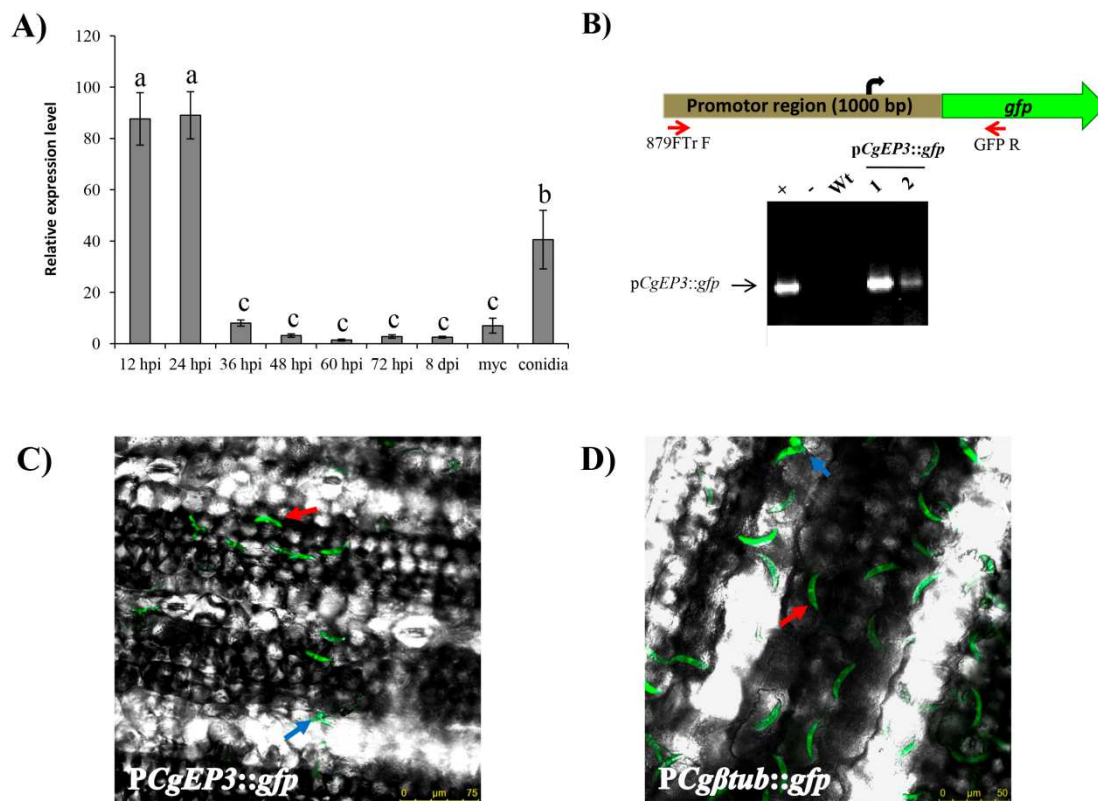 A)
Relative expression level
120
100
80
60
40
20
0
a
a
c
c
c
c
c
c
b
12 hpi 24 hpi 36 hpi 48 hpi 60 hpi 72 hpi 8 dpi myc conidia
B)
Promotor region (1000 bp) gfp
879FTr F
GFP R
pCgEP3::gfp
+ - Wt 1 2
pCgEP3::gfp
C)
PCgEP3::gfp
0 µm 75
D)
PCgβtub::gfp
0 µm 50